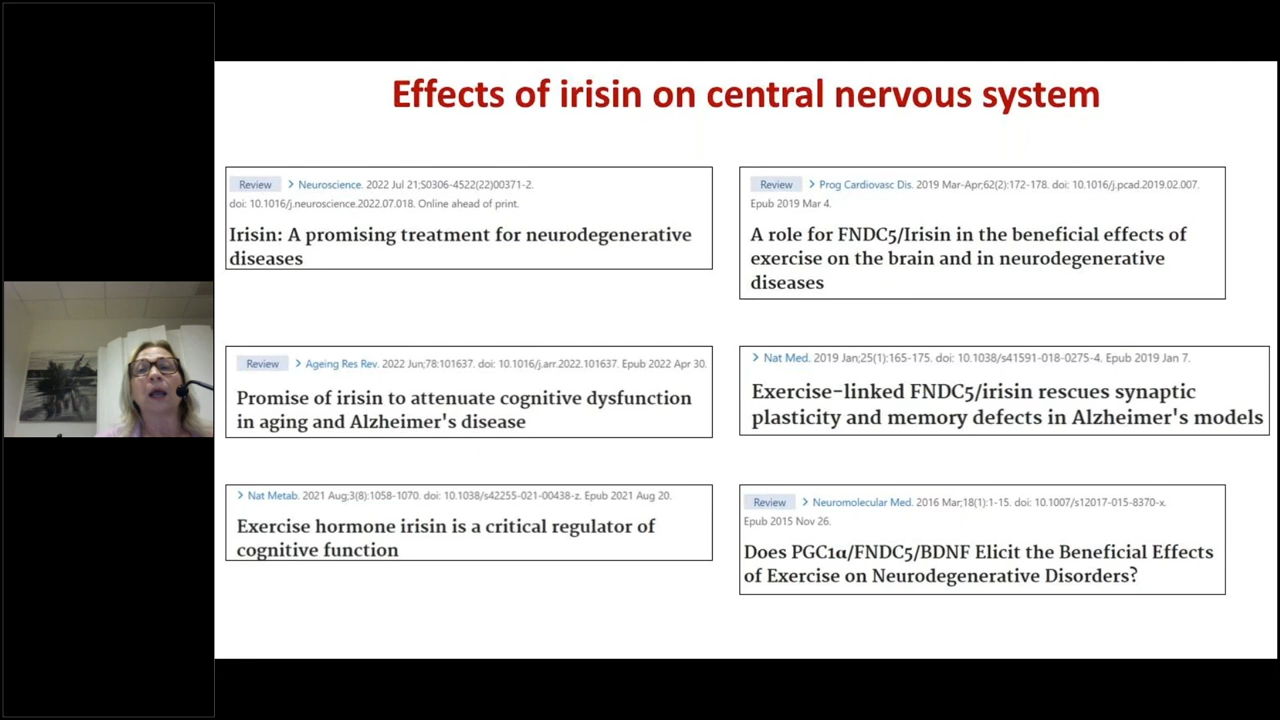 Effects of irisin on central nervous system
Review > Neuroscience. 2022 Jul 21;S0306-4522(22)00371-2.
doi: 10.1016/j.neuroscience.2022.07.018. Online ahead of print.
Irisin: A promising treatment for neurodegenerative
diseases
Review > Ageing Res Rev. 2022 Jun;78:101637. doi: 10.1016/j.arr.2022.101637. Epub 2022 Apr 30.
Promise of irisin to attenuate cognitive dysfunction
in aging and Alzheimer's disease
> Nat Metab. 2021 Aug;3(8):1058-1070. doi: 10.1038/s42255-021-00438-z. Epub 2021 Aug 20.
Exercise hormone irisin is a critical regulator of
cognitive function
Review > Prog Cardiovasc Dis. 2019 Mar-Apr;62(2):172-178. doi: 10.1016/j.pcad.2019.02.007.
Epub 2019 Mar 4.
A role for FNDC5/Irisin in the beneficial effects of
exercise on the brain and in neurodegenerative
diseases
> Nat Med. 2019 Jan;25(1):165-175. doi: 10.1038/s41591-018-0275-4. Epub 2019 Jan 7.
Exercise-linked FNDC5/irisin rescues synaptic
plasticity and memory defects in Alzheimer's models
Review > Neuromolecular Med. 2016 Mar;18(1):1-15. doi: 10.1007/s12017-015-8370-x.
Epub 2015 Nov 26.
Does PGC1α/FNDC5/BDNF Elicit the Beneficial Effects
of Exercise on Neurodegenerative Disorders?